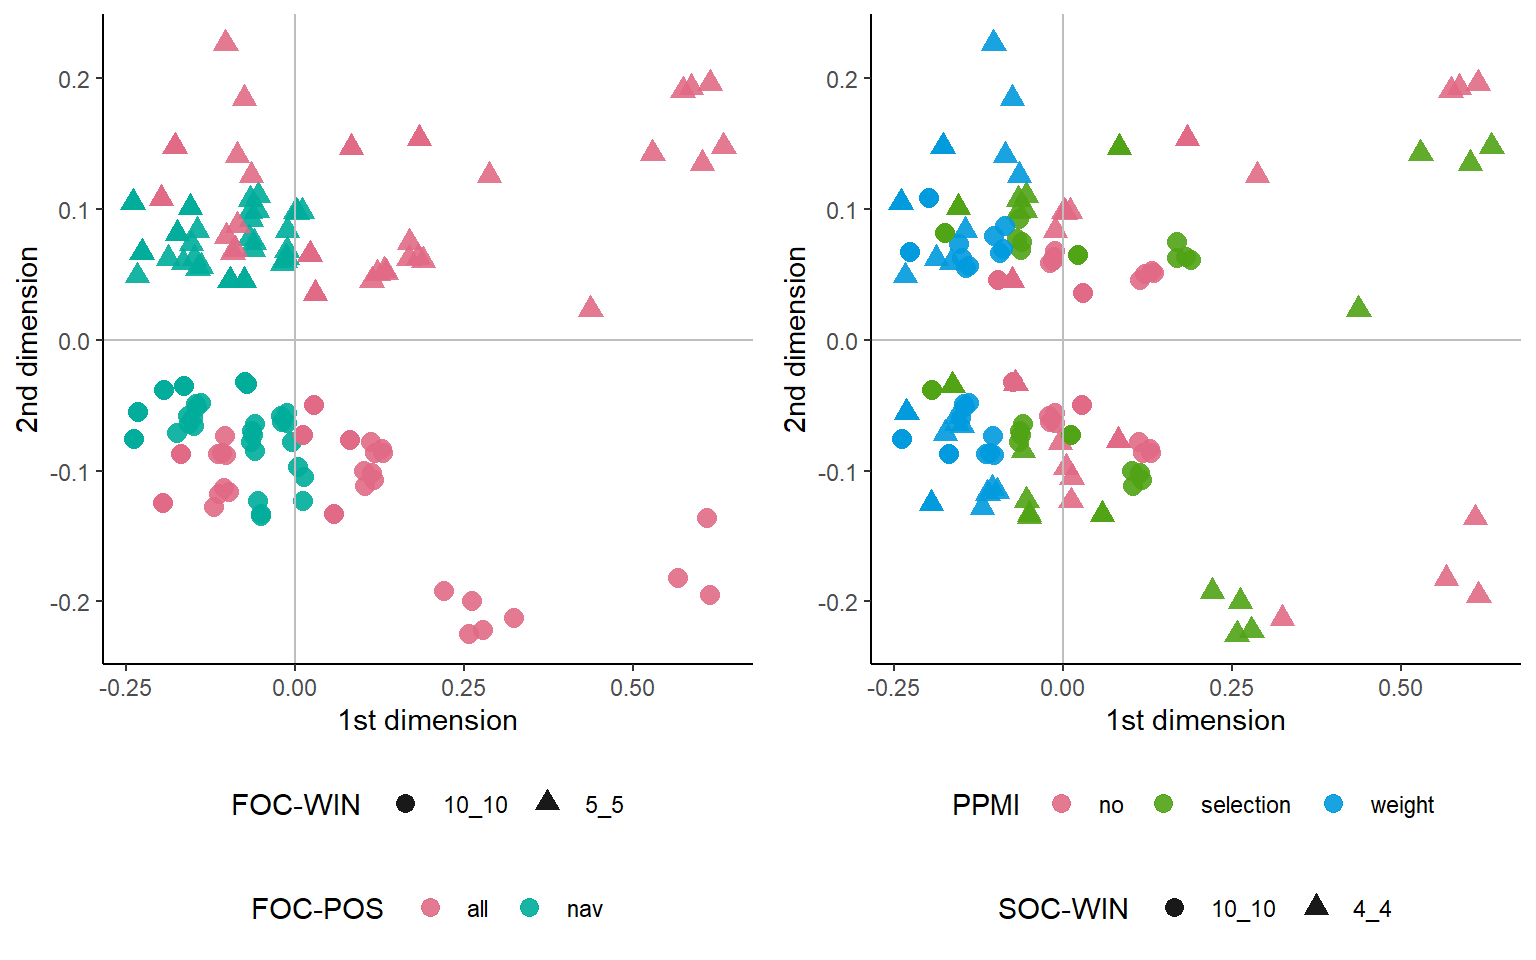 2nd dimension
0.2
0.1
0.0
-0.1
-0.2
-0.25 0.00 0.25 0.50
1st dimension
FOC-WIN 10_10 5_5
FOC-POS all nav
2nd dimension
0.2
0.1
0.0
-0.1
-0.2
-0.25 0.00 0.25 0.50
1st dimension
PPMI no selection weight
SOC-WIN 10_10 4_4